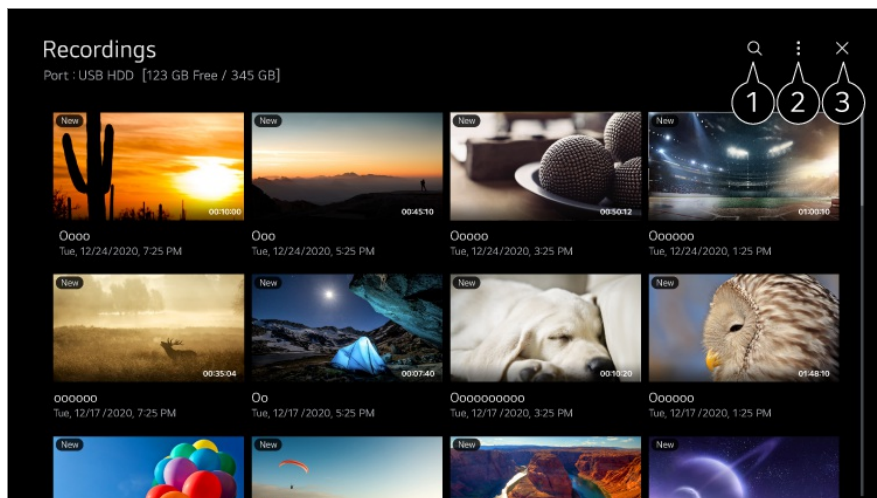 Recordings
Port : USB HDD [123 GB Free / 345 GB]
1 2 3
New New New New
00:10:00 00:45:10 00:50:12 01:00:10
Oooo Ooo Ooooo Oooooo
Tue, 12/24/2020, 7:25 PM Tue, 12/24/2020, 5:25 PM Tue, 12/24/2020, 3:25 PM Tue, 12/24/2020, 1:25 PM
New New New New
00:35:04 00:07:40 00:10:20 01:48:10
oooooo Oo Oooooooooo Oooooo
Tue, 12/17 /2020, 7:25 PM Tue, 12/17 /2020, 5:25 PM Tue, 12/17 /2020, 3:25 PM Tue, 12/17 /2020, 1:25 PM
New New New New